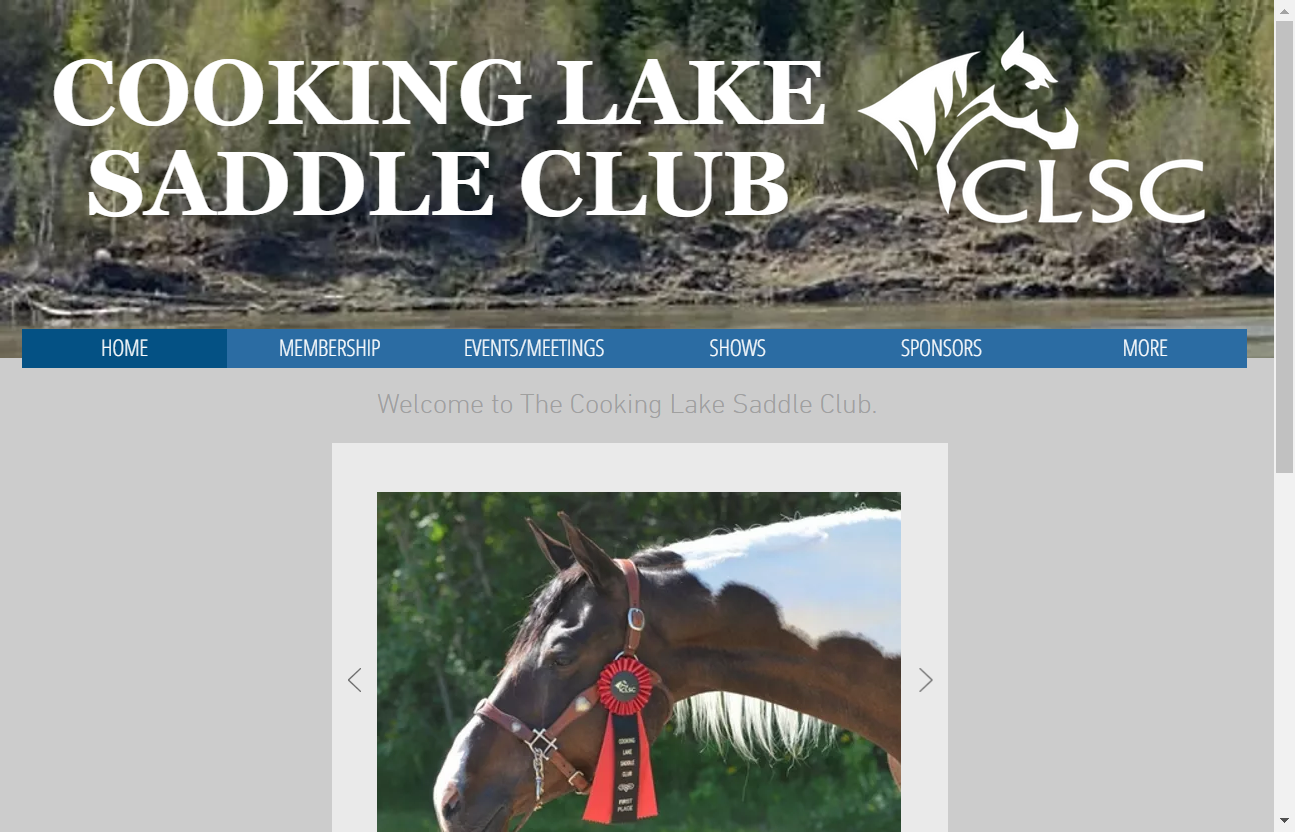 COOKING LAKE
SADDLE CLUB
CLSC
HOME MEMBERSHIP EVENTS/MEETINGS SHOWS SPONSORS MORE
Welcome to The Cooking Lake Saddle Club.
CLSC
COOKING
LAKE
SADDLE
CLUB
FIRST
PLACE